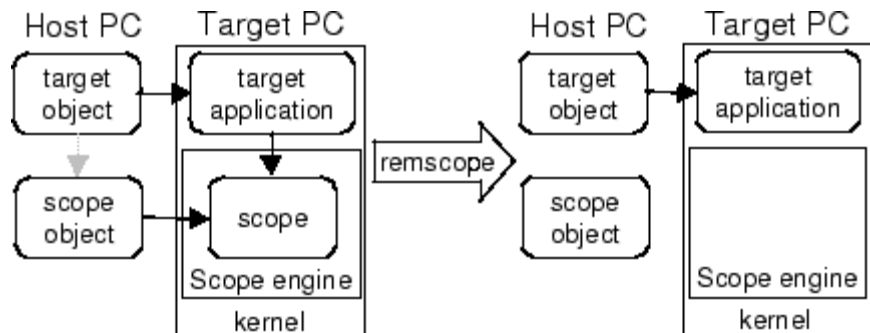 Host PC
Target PC
target
object
target
application
scope
object
scope
Scope engine
kernel
remscope
Host PC
Target PC
target
object
target
application
scope
object
Scope engine
kernel